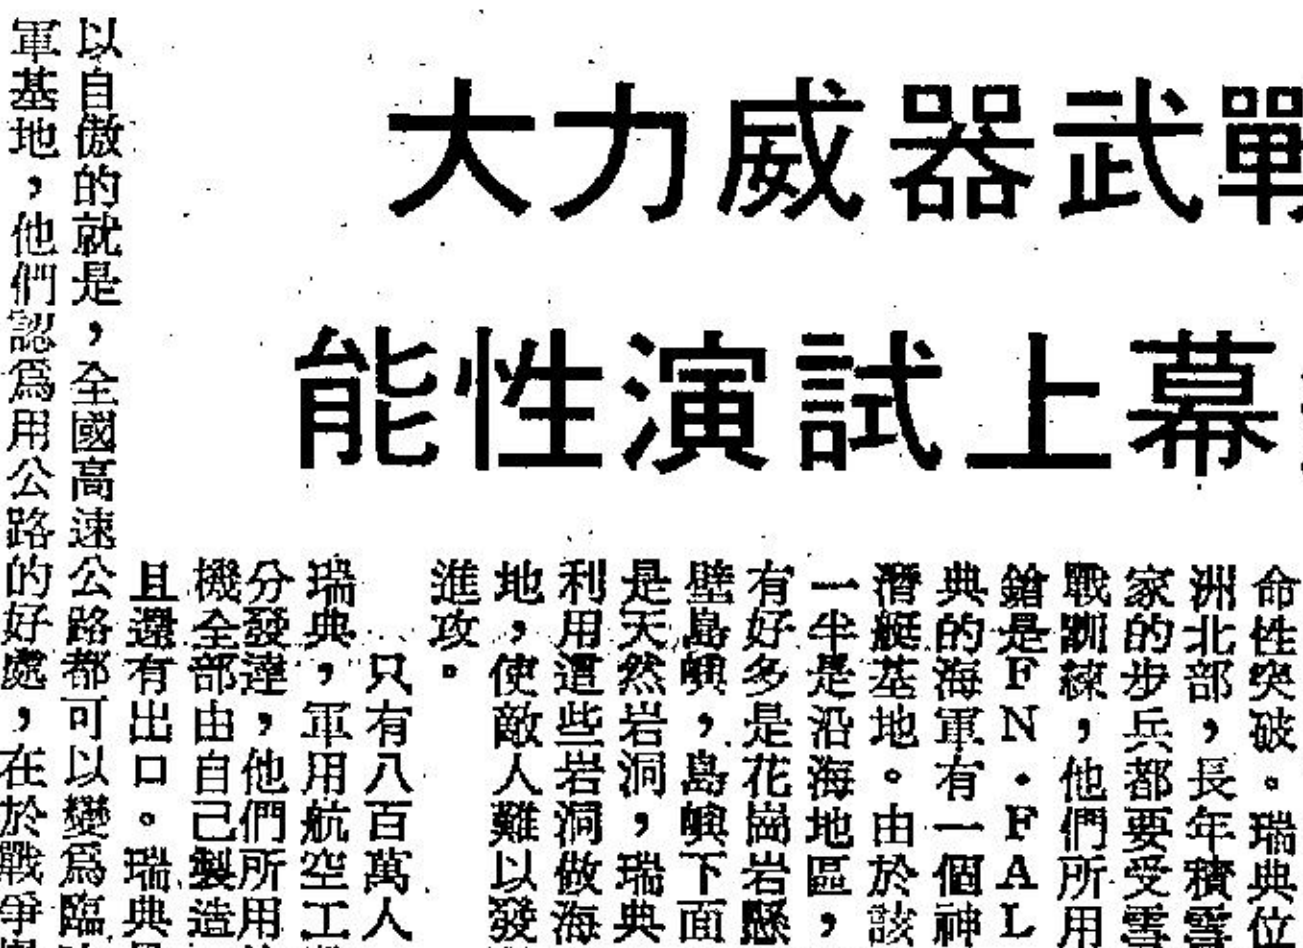 戰武器威力大
幕上試演性能
命性突破。瑞典位
洲北部，長年積雪
家的步兵都要受雪
戰訓練，他們所用
鎗是FN・FAL
典的海軍有一個神
潛艇基地。由於該
一半是沿海地區，
有好多是花崗岩懸
壁島嶼，島嶼下面
是天然岩洞，瑞典
利用這些岩洞做海
地，使敵人難以發
進攻。
只有八百萬人
瑞典，軍用航空工
分發達，他們所用
機全部由自己製造
且還有出口。瑞典
以自傲的就是，全國高速公路都可以變爲臨
軍基地，他們認爲用公路的好處，在於戰爭